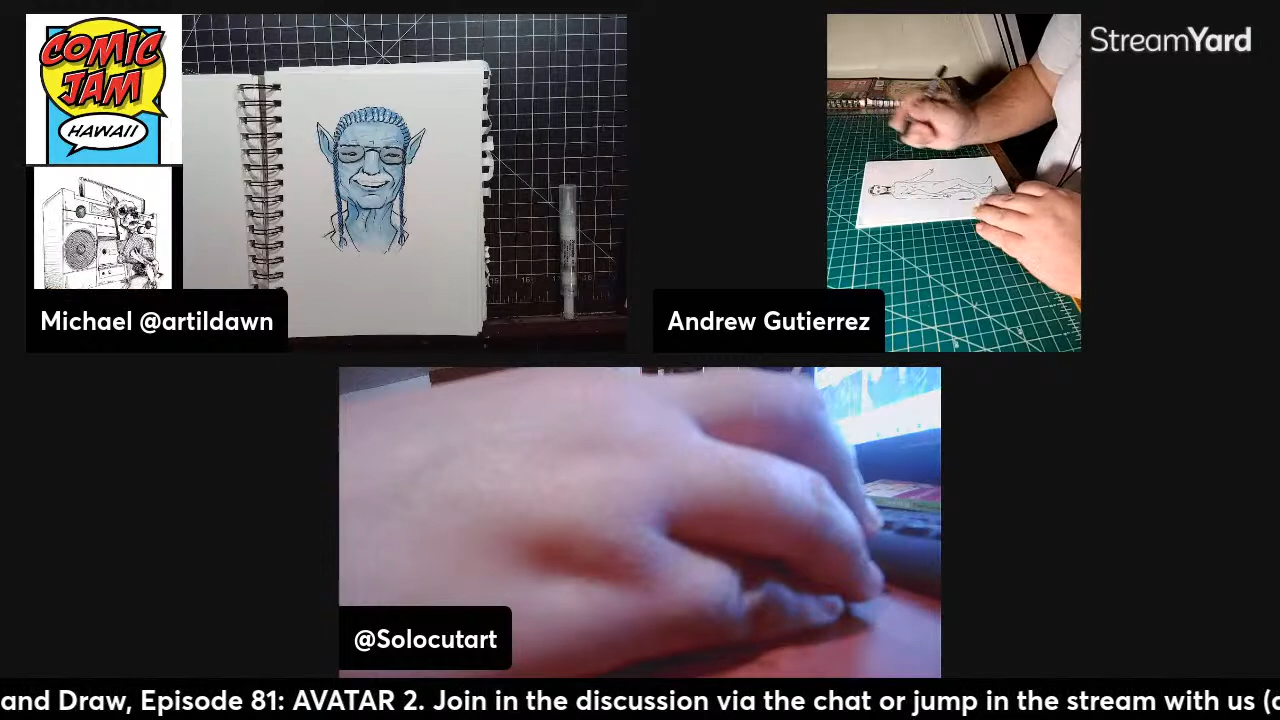 COMIC
JAM
HAWAII
StreamYard
Michael @artildawn
Andrew Gutierrez
@Solocutart
and Draw, Episode 81: AVATAR 2. Join in the discussion via the chat or jump in the stream with us